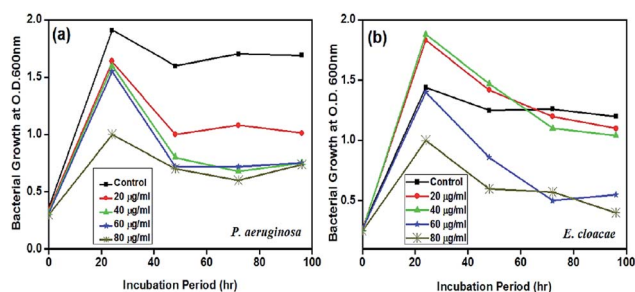 (a)
Bacterial Growth at O.D.600nm
2.0
1.5
1.0
0.5
0.0
Control
20 µg/ml
40 µg/ml
60 µg/ml
80 µg/ml
P. aeruginosa
0 20 40 60 80 100
Incubation Period (hr)
(b)
Bacterial Growth at O.D. 600nm
2.0
1.5
1.0
0.5
Control
20 µg/ml
40 µg/ml
60 µg/ml
80 µg/ml
E. cloacae
0 20 40 60 80 100
Incubation Period (hr)